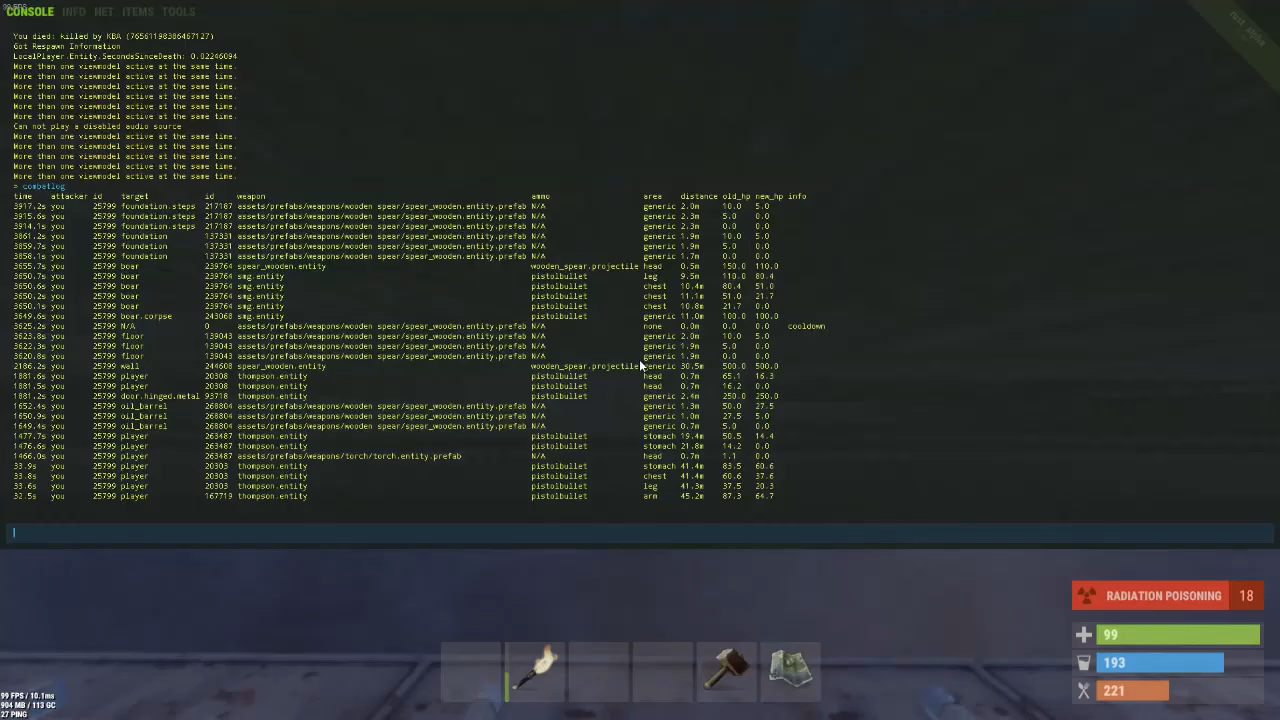 CONSOLE INFO NET ITEMS TOOLS
You died: killed by KBA (76561198386467127)
Got Respawn Information
LocalPlayer.Entity.SecondsSinceDeath: 0.02246094
More than one viewmodel active at the same time.
More than one viewmodel active at the same time.
More than one viewmodel active at the same time.
More than one viewmodel active at the same time.
More than one viewmodel active at the same time.
More than one viewmodel active at the same time.
Can not play a disabled audio source
More than one viewmodel active at the same time.
More than one viewmodel active at the same time.
More than one viewmodel active at the same time.
More than one viewmodel active at the same time.
More than one viewmodel active at the same time.
> combatlog
time attacker id target id weapon ammo area distance old_hp new_hp info
3917.2s you 25799 foundation.steps 217187 assets/prefabs/weapons/wooden spear/spear_wooden.entity.prefab N/A generic 2.0m 10.0 5.0
3915.6s you 25799 foundation.steps 217187 assets/prefabs/weapons/wooden spear/spear_wooden.entity.prefab N/A generic 2.3m 5.0 0.0
3914.1s you 25799 foundation.steps 217187 assets/prefabs/weapons/wooden spear/spear_wooden.entity.prefab N/A generic 2.3m 0.0 0.0
3861.2s you 25799 foundation 137331 assets/prefabs/weapons/wooden spear/spear_wooden.entity.prefab N/A generic 1.9m 10.0 5.0
3859.7s you 25799 foundation 137331 assets/prefabs/weapons/wooden spear/spear_wooden.entity.prefab N/A generic 1.9m 5.0 0.0
3858.1s you 25799 foundation 137331 assets/prefabs/weapons/wooden spear/spear_wooden.entity.prefab N/A generic 1.7m 0.0 0.0
3655.7s you 25799 boar 239764 spear_wooden.entity wooden_spear.projectile head 0.5m 150.0 110.0
3650.7s you 25799 boar 239764 smg.entity pistolbullet leg 9.5m 110.0 80.4
3650.6s you 25799 boar 239764 smg.entity pistolbullet chest 10.4m 80.4 51.0
3650.2s you 25799 boar 239764 smg.entity pistolbullet chest 11.1m 51.0 21.7
3650.1s you 25799 boar 239764 smg.entity pistolbullet chest 10.8m 21.7 0.0
3649.6s you 25799 boar.corpse 243068 smg.entity pistolbullet generic 11.0m 100.0 100.0
3625.2s you 25799 N/A 0 assets/prefabs/weapons/wooden spear/spear_wooden.entity.prefab N/A none 0.0m 0.0 0.0 cooldown
3623.8s you 25799 floor 139043 assets/prefabs/weapons/wooden spear/spear_wooden.entity.prefab N/A generic 2.0m 10.0 5.0
3622.3s you 25799 floor 139043 assets/prefabs/weapons/wooden spear/spear_wooden.entity.prefab N/A generic 1.9m 5.0 0.0
3620.8s you 25799 floor 139043 assets/prefabs/weapons/wooden spear/spear_wooden.entity.prefab N/A generic 1.9m 0.0 0.0
2186.2s you 25799 wall 244608 spear_wooden.entity wooden_spear.projectile generic 30.5m 500.0 500.0
1881.6s you 25799 player 20308 thompson.entity pistolbullet head 0.7m 65.1 16.3
1881.5s you 25799 player 20308 thompson.entity pistolbullet head 0.7m 16.2 0.0
1881.2s you 25799 door.hinged.metal 93718 thompson.entity pistolbullet generic 2.4m 250.0 250.0
1652.4s you 25799 oil_barrel 268804 assets/prefabs/weapons/wooden spear/spear_wooden.entity.prefab N/A generic 1.3m 50.0 27.5
1650.9s you 25799 oil_barrel 268804 assets/prefabs/weapons/wooden spear/spear_wooden.entity.prefab N/A generic 1.0m 27.5 5.0
1649.4s you 25799 oil_barrel 268804 assets/prefabs/weapons/wooden spear/spear_wooden.entity.prefab N/A generic 0.7m 5.0 0.0
1477.7s you 25799 player 263487 thompson.entity pistolbullet stomach 19.4m 50.5 14.4
1476.6s you 25799 player 263487 thompson.entity pistolbullet stomach 21.8m 14.2 0.0
1466.0s you 25799 player 263487 assets/prefabs/weapons/torch/torch.entity.prefab N/A head 0.7m 1.1 0.0
33.9s you 25799 player 20303 thompson.entity pistolbullet stomach 41.4m 83.5 60.6
33.8s you 25799 player 20303 thompson.entity pistolbullet chest 41.4m 60.6 37.6
33.6s you 25799 player 20303 thompson.entity pistolbullet leg 41.3m 37.5 20.3
32.5s you 25799 player 167719 thompson.entity pistolbullet arm 45.2m 87.3 64.7
RADIATION POISONING 18
99
193
221
99 FPS / 10.1ms
904 MB / 113 GC
27 PING